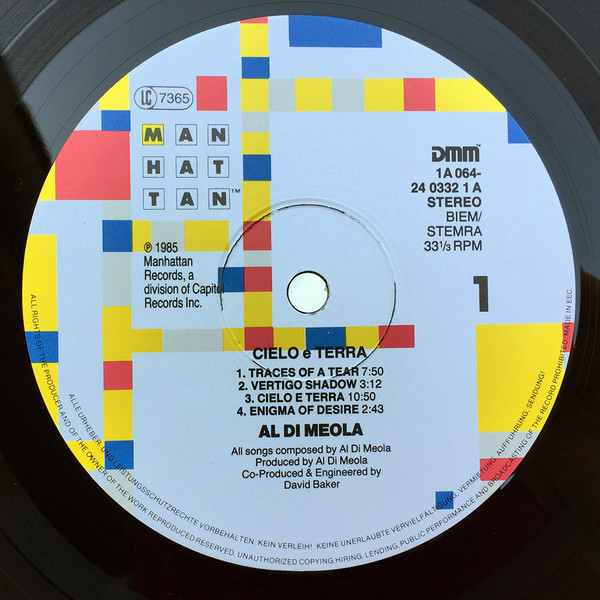 LC 7365
MAN
HAT
TAN™
DMM™
1A 064-
24 0332 1 A
STEREO
BIEM/
STEMRA
33⅓ RPM
℗ 1985
Manhattan
Records, a
division of Capitol
Records Inc.
1
CIELO e TERRA
1. TRACES OF A TEAR 7:50
2. VERTIGO SHADOW 3:12
3. CIELO E TERRA 10:50
4. ENIGMA OF DESIRE 2:43
AL DI MEOLA
All songs composed by Al Di Meola
Produced by Al Di Meola
Co-Produced & Engineered by
David Baker
ALLE URHEBER- UND LEISTUNGSSCHUTZRECHTE VORBEHALTEN. KEIN VERLEIH! KEINE UNERLAUBTE VERVIELFÄLTIGUNG, VERMIETUNG, AUFFÜHRUNG, SENDUNG!
ALL RIGHTS OF THE PRODUCER AND OF THE OWNER OF THE WORK REPRODUCED RESERVED. UNAUTHORIZED COPYING, HIRING, LENDING, PUBLIC PERFORMANCE AND BROADCASTING OF THE RECORD PROHIBITED. MADE IN EEC.